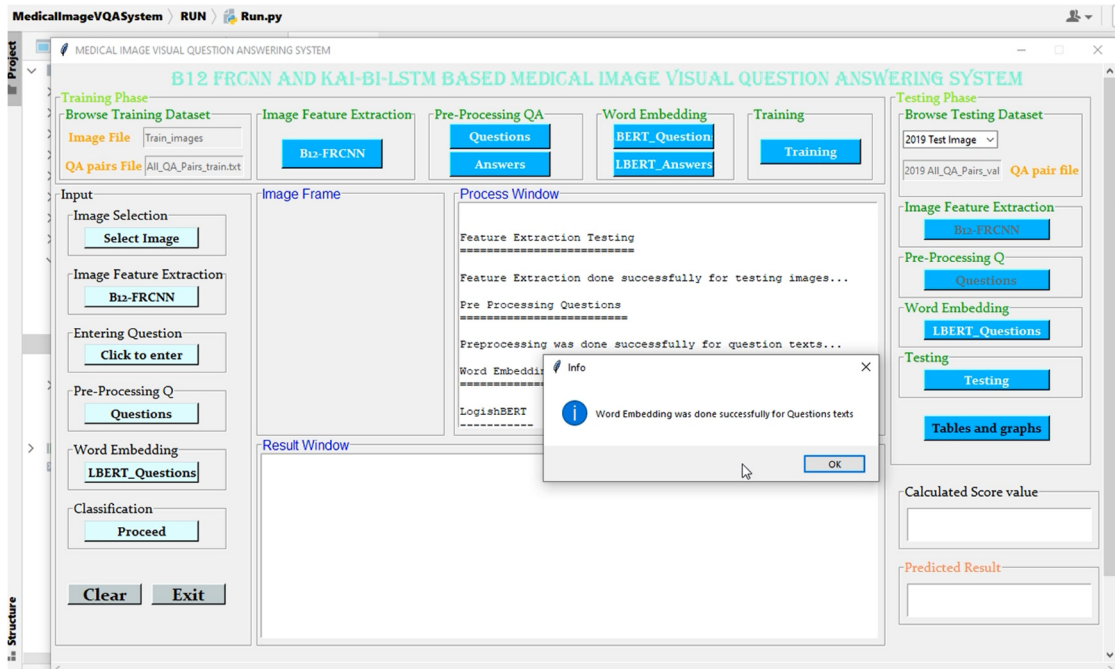 MedicalImageVQASystem RUN Run.py
Project
MEDICAL IMAGE VISUAL QUESTION ANSWERING SYSTEM
B12 FRCNN AND KAI-BI-LSTM BASED MEDICAL IMAGE VISUAL QUESTION ANSWERING SYSTEM
Training Phase
Browse Training Dataset
Image File Train_images
QA pairs File All_QA_Pairs_train.txt
Image Feature Extraction
B12-FRCNN
Pre-Processing QA
Questions
Answers
Word Embedding
BERT_Question
LBERT_Answers
Training
Training
Testing Phase
Browse Testing Dataset
2019 Test Image
2019 All_QA_Pairs_val QA pair file
Image Feature Extraction
B12-FRCNN
Pre-Processing Q
Questions
Word Embedding
LBERT_Questions
Testing
Testing
Tables and graphs
Input
Image Selection
Select Image
Image Feature Extraction
B12-FRCNN
Entering Question
Click to enter
Pre-Processing Q
Questions
Word Embedding
LBERT_Questions
Classification
Proceed
Clear Exit
Image Frame
Process Window
Feature Extraction Testing
==========================
Feature Extraction done successfully for testing images...
Pre Processing Questions
=========================
Preprocessing was done successfully for question texts...
Word Embeddin
LogishBERT
-----------
Info
Word Embedding was done successfully for Questions texts
OK
Result Window
Calculated Score value
Predicted Result
Structure